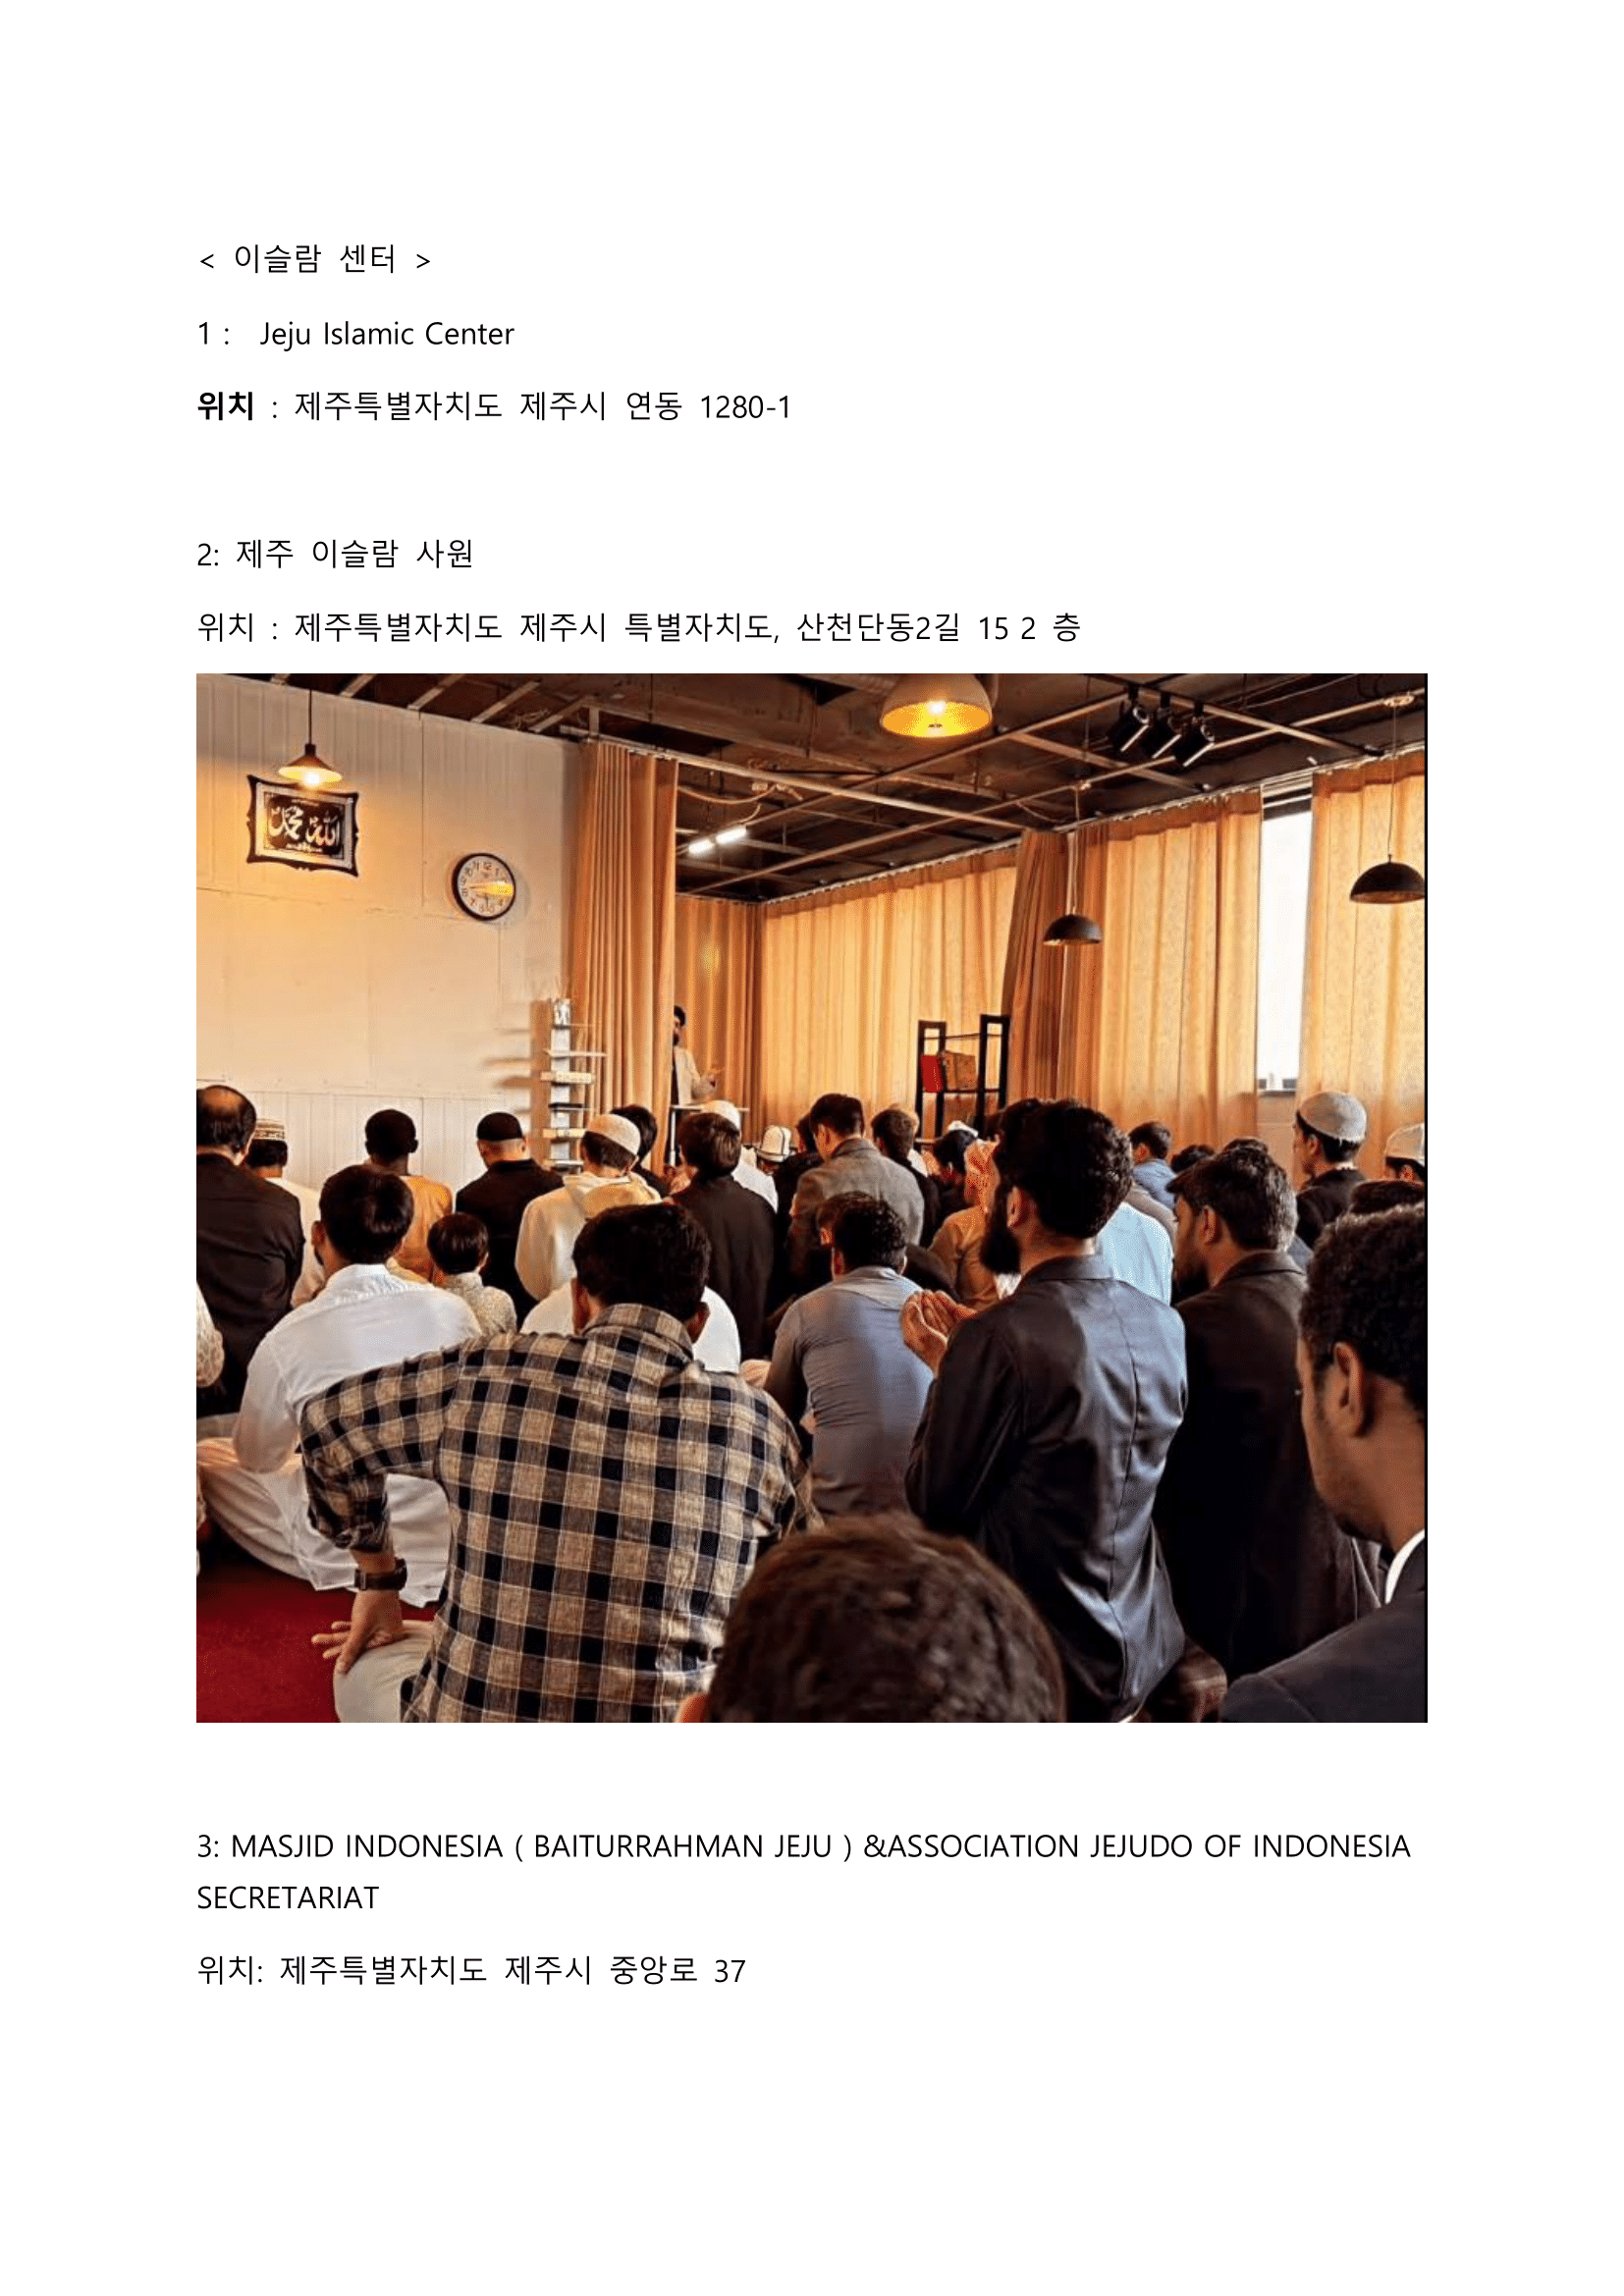 < 이슬람 센터 >
1 : Jeju Islamic Center
위치 : 제주특별자치도 제주시 연동 1280-1
2: 제주 이슬람 사원
위치 : 제주특별자치도 제주시 특별자치도, 산천단동2길 15 2 층
الله محمد
3: MASJID INDONESIA ( BAITURRAHMAN JEJU ) &ASSOCIATION JEJUDO OF INDONESIA
SECRETARIAT
위치: 제주특별자치도 제주시 중앙로 37